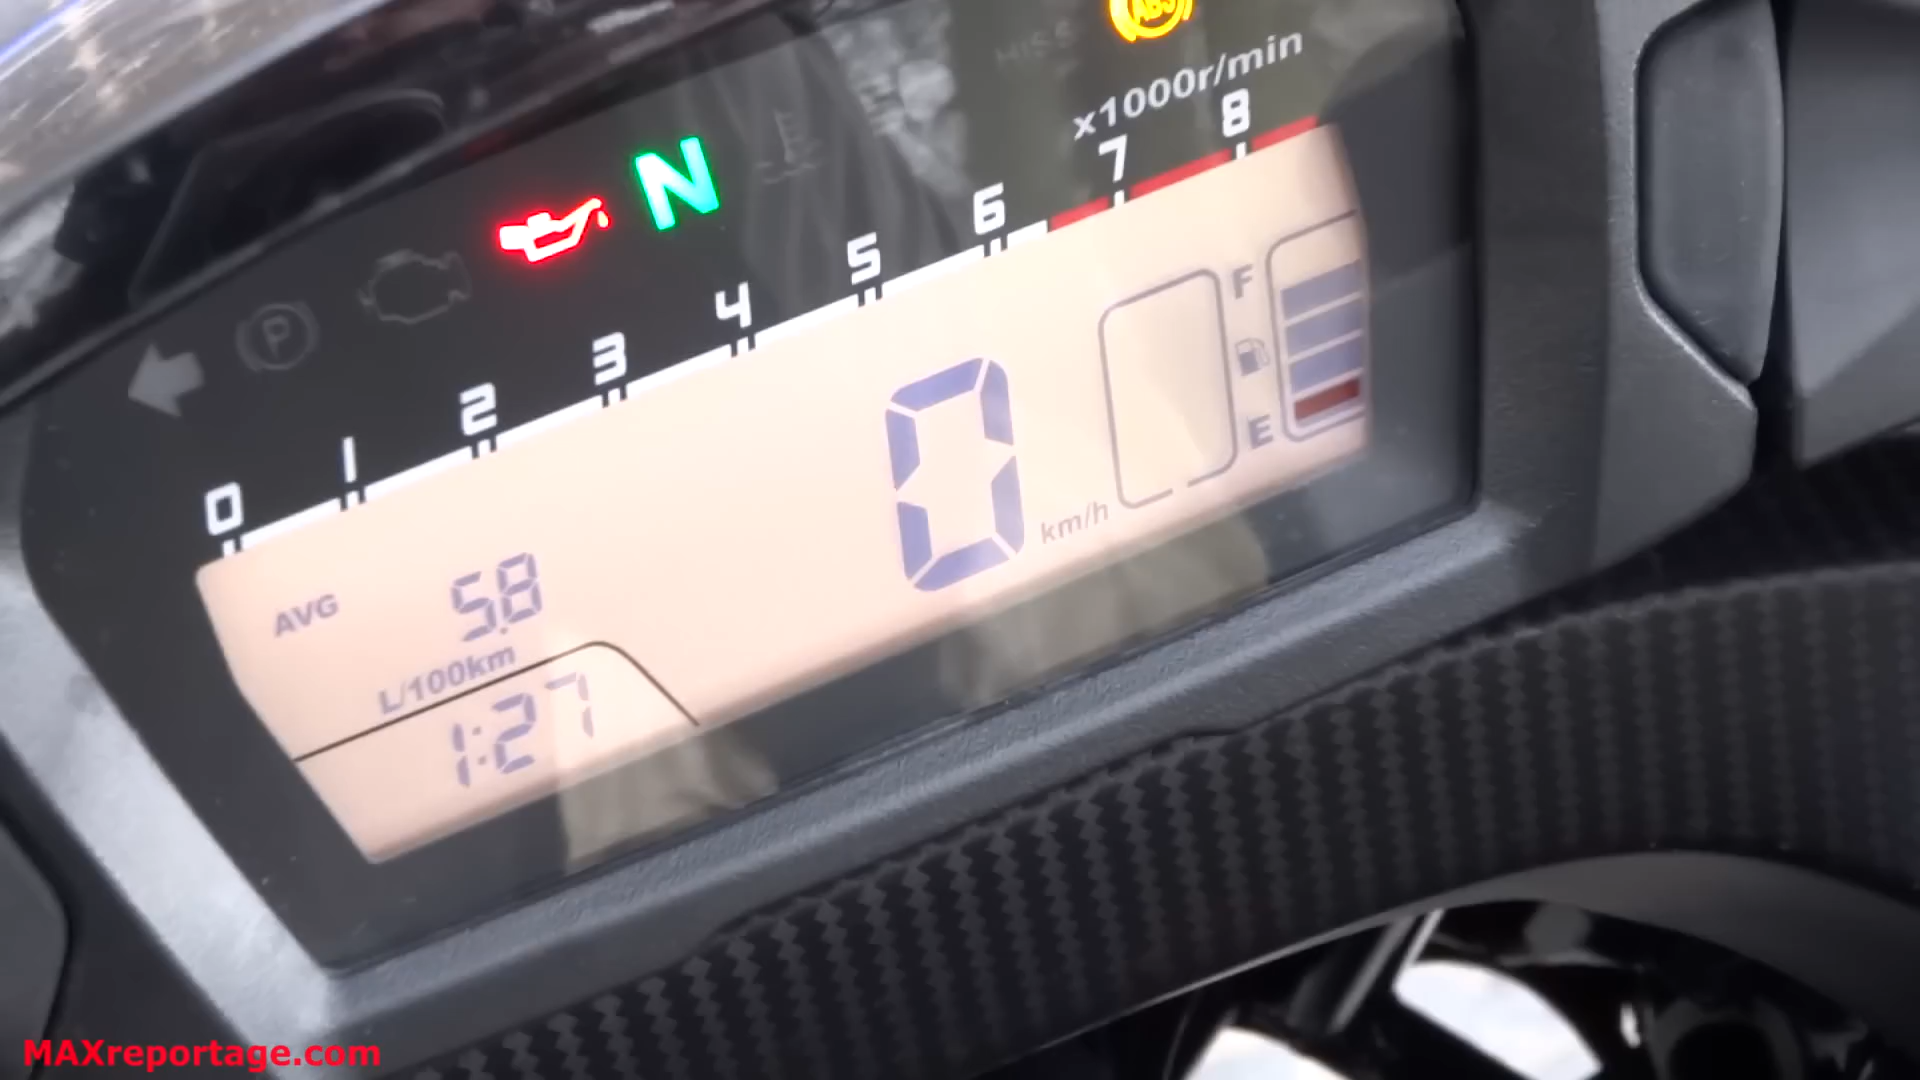 ABS
HISS
x1000r/min
N
P
0 1 2 3 4 5 6 7 8
F
E
0 km/h
AVG 5.8
L/100km
1:27
MAXreportage.com